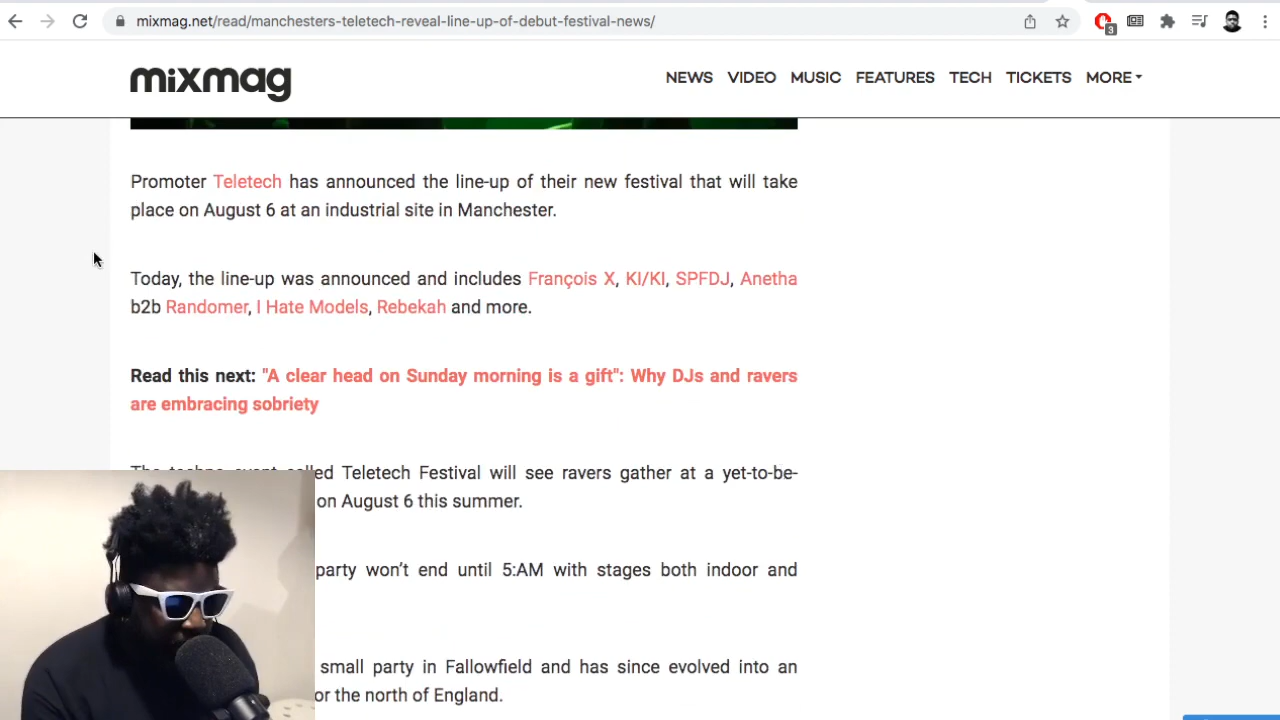 mixmag.net/read/manchesters-teletech-reveal-line-up-of-debut-festival-news/
3
mixmag
NEWS VIDEO MUSIC FEATURES TECH TICKETS MORE
Promoter Teletech has announced the line-up of their new festival that will take
place on August 6 at an industrial site in Manchester.
Today, the line-up was announced and includes François X, KI/KI, SPFDJ, Anetha
b2b Randomer, I Hate Models, Rebekah and more.
Read this next: "A clear head on Sunday morning is a gift": Why DJs and ravers
are embracing sobriety
The techno event called Teletech Festival will see ravers gather at a yet-to-be-
on August 6 this summer.
party won't end until 5:AM with stages both indoor and
small party in Fallowfield and has since evolved into an
or the north of England.